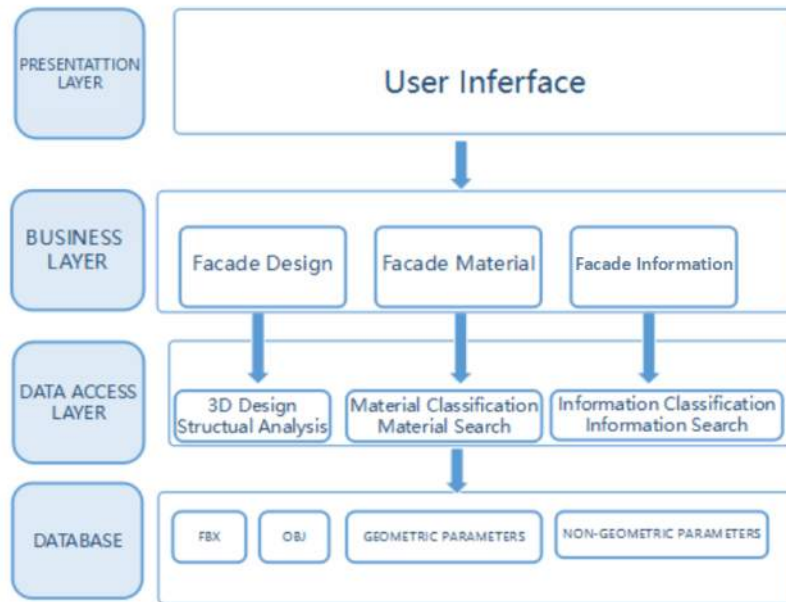 PRESENTATTION
LAYER
User Inferface
BUSINESS
LAYER
Facade Design
Facade Material
Facade Information
DATA ACCESS
LAYER
3D Design
Structual Analysis
Material Classification
Material Search
Information Classification
Information Search
DATABASE
FBX
OBJ
GEOMETRIC PARAMETERS
NON-GEOMETRIC PARAMETERS